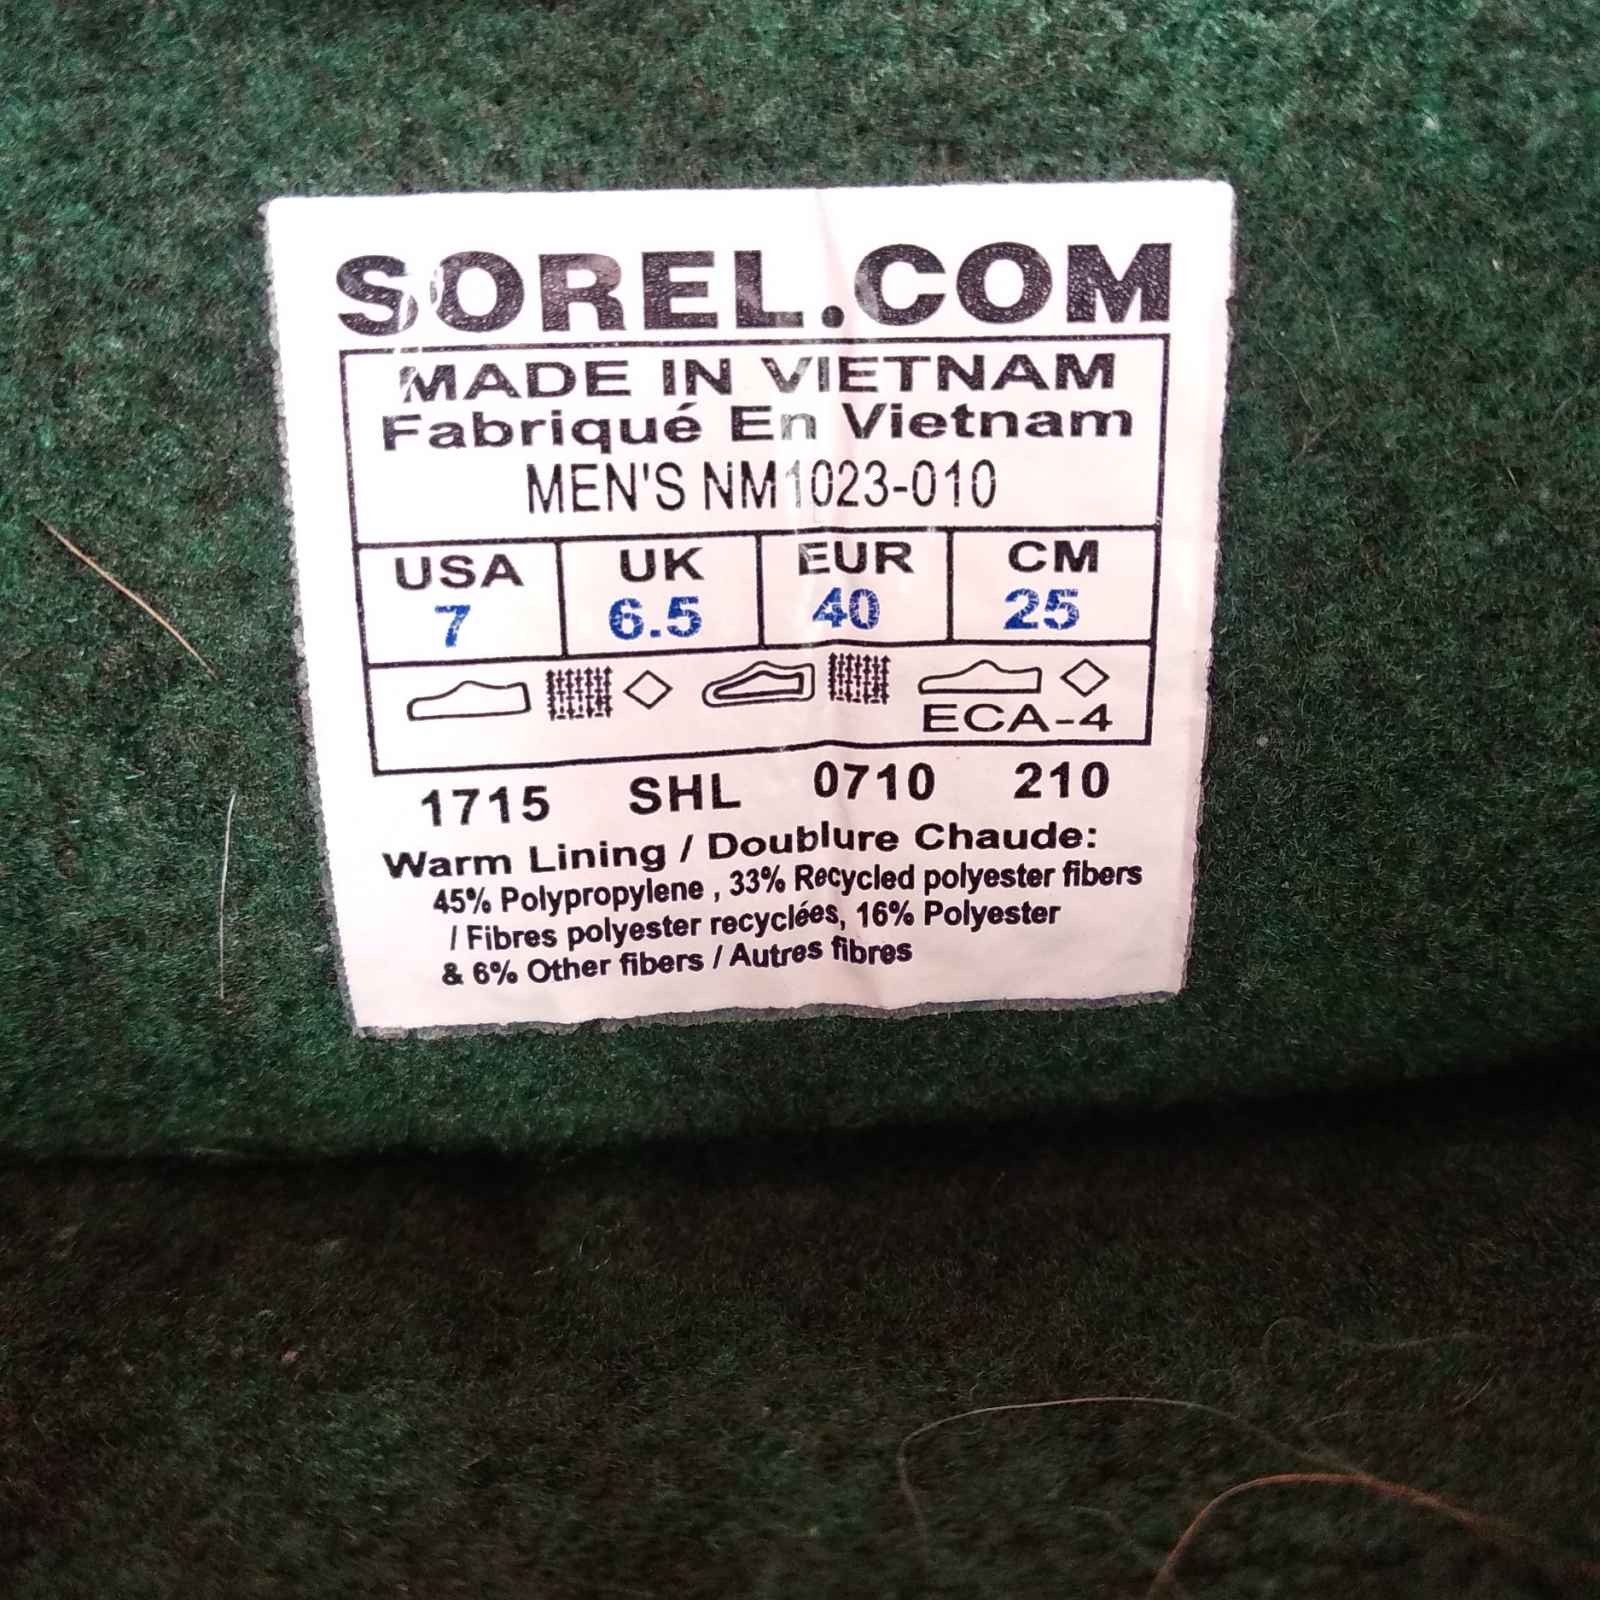 SOREL.COM
MADE IN VIETNAM
Fabriqué En Vietnam
MEN'S NM1023-010
USA UK EUR CM
7 6.5 40 25
ECA-4
1715 SHL 0710 210
Warm Lining / Doublure Chaude:
45% Polypropylene , 33% Recycled polyester fibers
/ Fibres polyester recyclées, 16% Polyester
& 6% Other fibers / Autres fibres